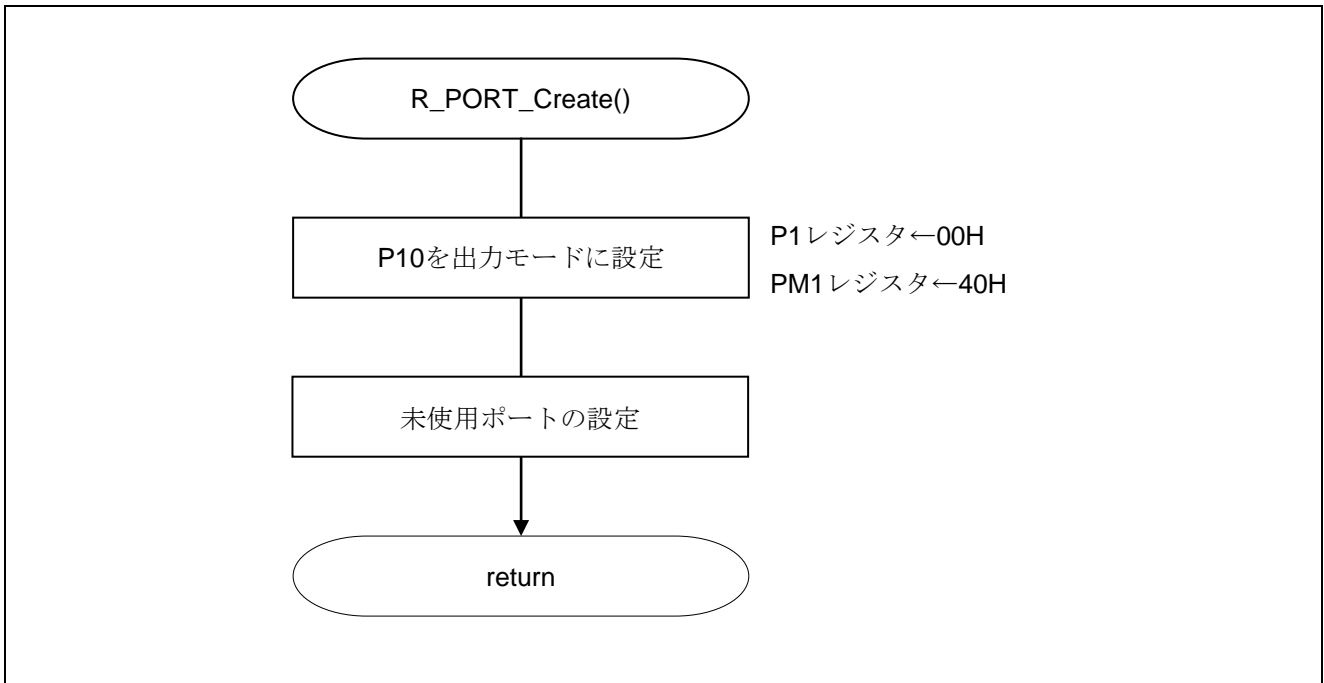 R_PORT_Create()
P10を出力モードに設定
P1レジスタ←00H
PM1レジスタ←40H
未使用ポートの設定
return